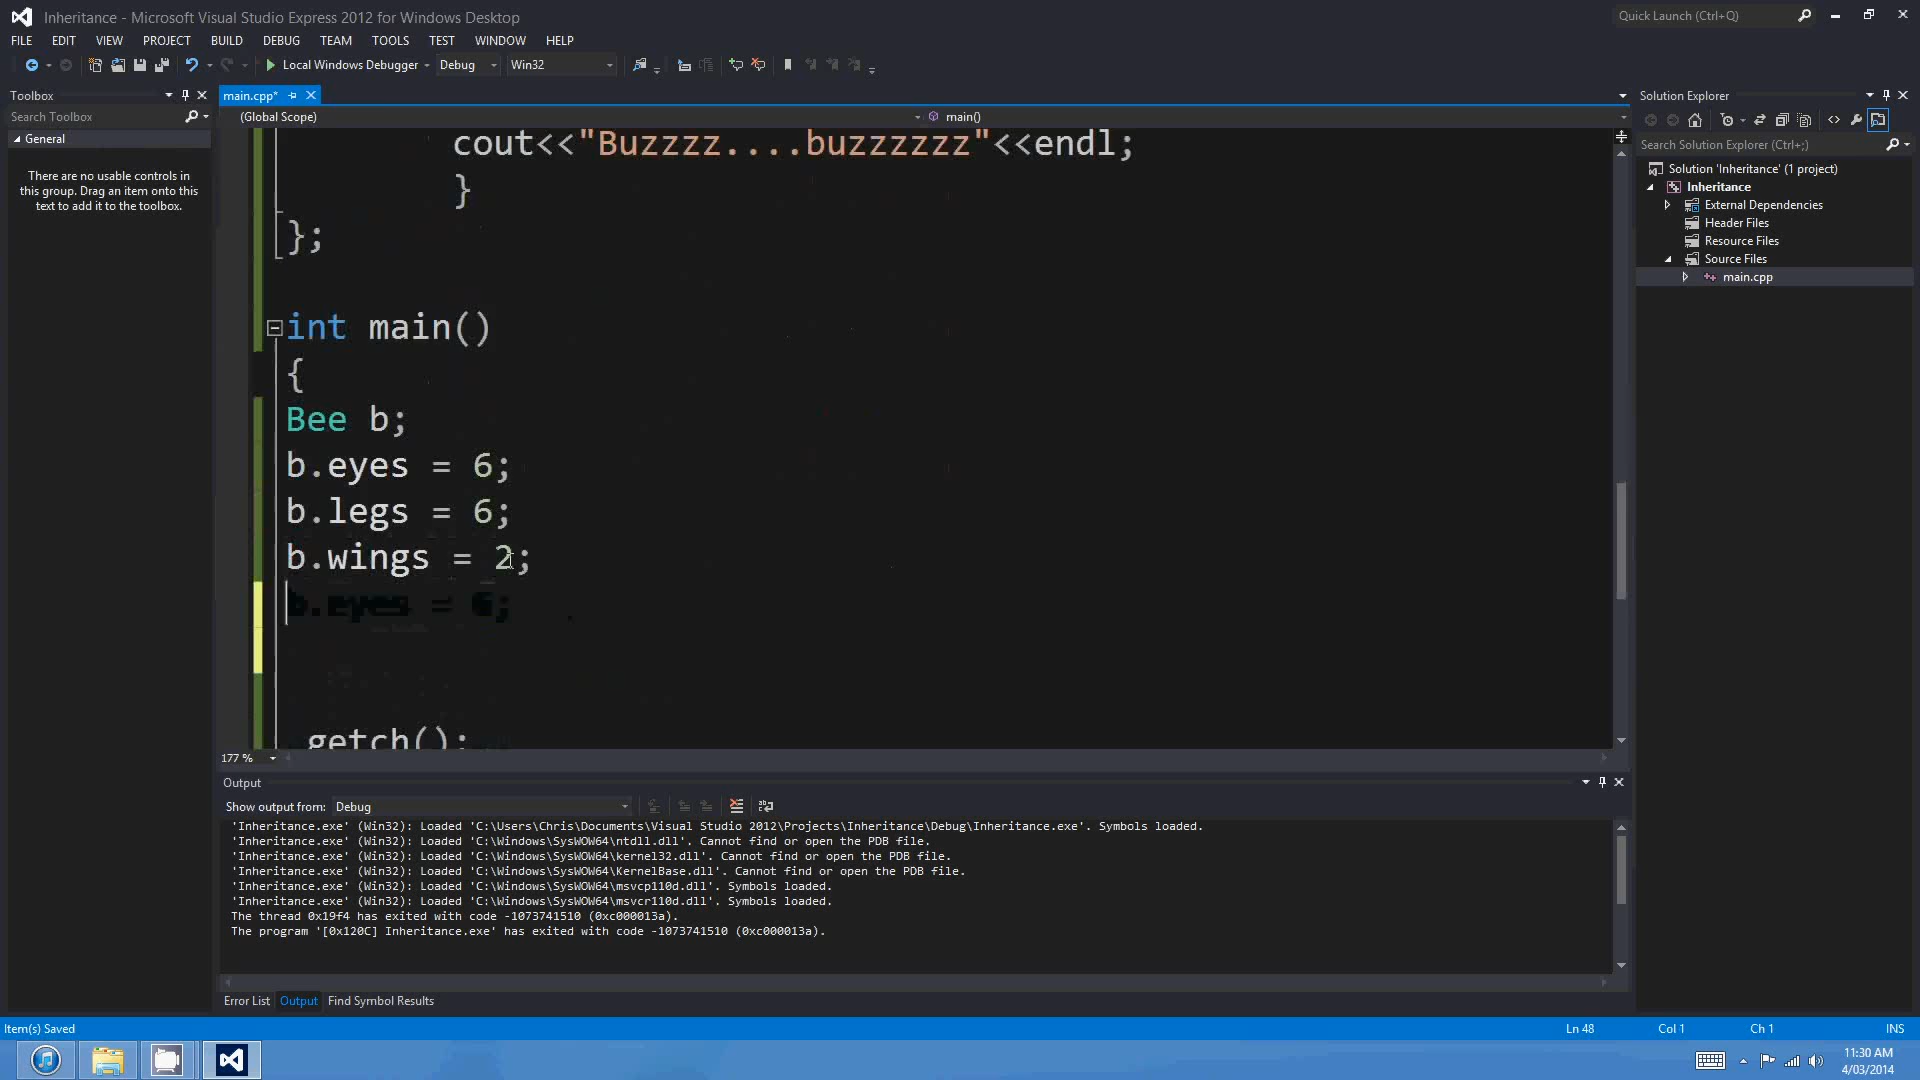 Inheritance - Microsoft Visual Studio Express 2012 for Windows Desktop
Quick Launch (Ctrl+Q)
FILE EDIT VIEW PROJECT BUILD DEBUG TEAM TOOLS TEST WINDOW HELP
Local Windows Debugger Debug Win32
Toolbox
Search Toolbox
General
There are no usable controls in
this group. Drag an item onto this
text to add it to the toolbox.
main.cpp*
(Global Scope)
main()
cout<<"Buzzzz....buzzzzzz"<<endl;
}
};
int main()
{
Bee b;
b.eyes = 6;
b.legs = 6;
b.wings = 2;
b.eyes = 6;
getch();
177 %
Output
Show output from: Debug
'Inheritance.exe' (Win32): Loaded 'C:\Users\Chris\Documents\Visual Studio 2012\Projects\Inheritance\Debug\Inheritance.exe'. Symbols loaded.
'Inheritance.exe' (Win32): Loaded 'C:\Windows\SysWOW64\ntdll.dll'. Cannot find or open the PDB file.
'Inheritance.exe' (Win32): Loaded 'C:\Windows\SysWOW64\kernel32.dll'. Cannot find or open the PDB file.
'Inheritance.exe' (Win32): Loaded 'C:\Windows\SysWOW64\KernelBase.dll'. Cannot find or open the PDB file.
'Inheritance.exe' (Win32): Loaded 'C:\Windows\SysWOW64\msvcp110d.dll'. Symbols loaded.
'Inheritance.exe' (Win32): Loaded 'C:\Windows\SysWOW64\msvcr110d.dll'. Symbols loaded.
The thread 0x19f4 has exited with code -1073741510 (0xc000013a).
The program '[0x120C] Inheritance.exe' has exited with code -1073741510 (0xc000013a).
Error List Output Find Symbol Results
Solution Explorer
Search Solution Explorer (Ctrl+;)
Solution 'Inheritance' (1 project)
Inheritance
External Dependencies
Header Files
Resource Files
Source Files
main.cpp
Item(s) Saved
Ln 48 Col 1 Ch 1 INS
11:30 AM
4/03/2014